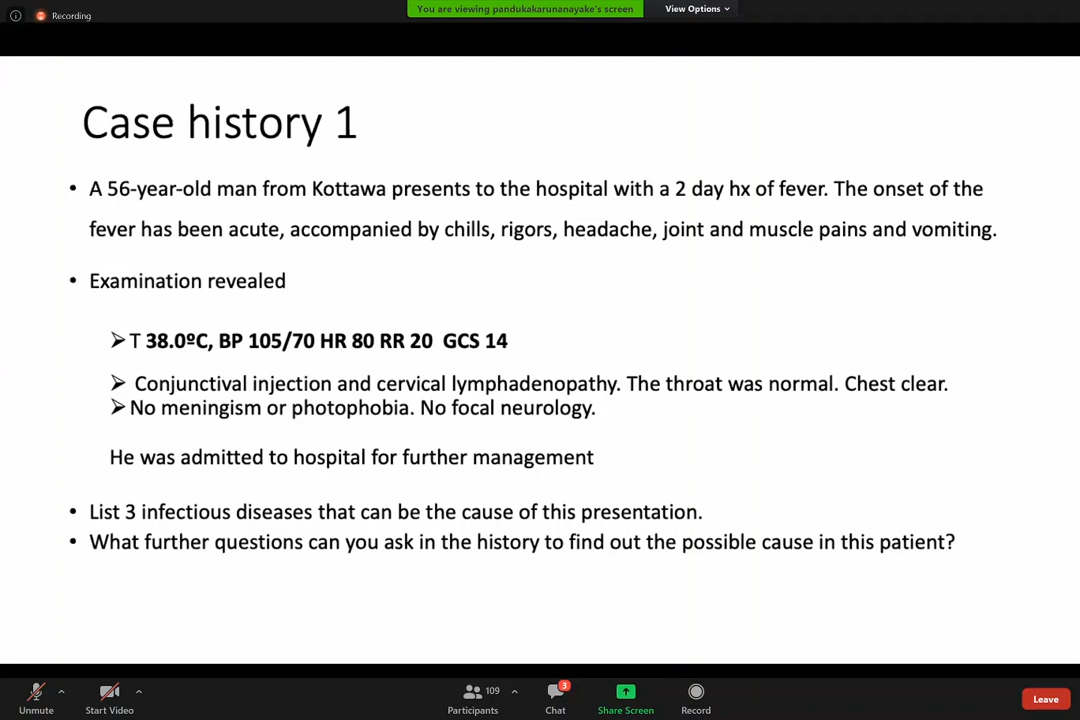 Recording
You are viewing pandukakarunanayake's screen
View Options
Case history 1
• A 56-year-old man from Kottawa presents to the hospital with a 2 day hx of fever. The onset of the
fever has been acute, accompanied by chills, rigors, headache, joint and muscle pains and vomiting.
• Examination revealed
➢T 38.0ºC, BP 105/70 HR 80 RR 20 GCS 14
➢ Conjunctival injection and cervical lymphadenopathy. The throat was normal. Chest clear.
➢No meningism or photophobia. No focal neurology.
He was admitted to hospital for further management
• List 3 infectious diseases that can be the cause of this presentation.
• What further questions can you ask in the history to find out the possible cause in this patient?
Unmute
Start Video
109
Participants
3
Chat
Share Screen
Record
Leave